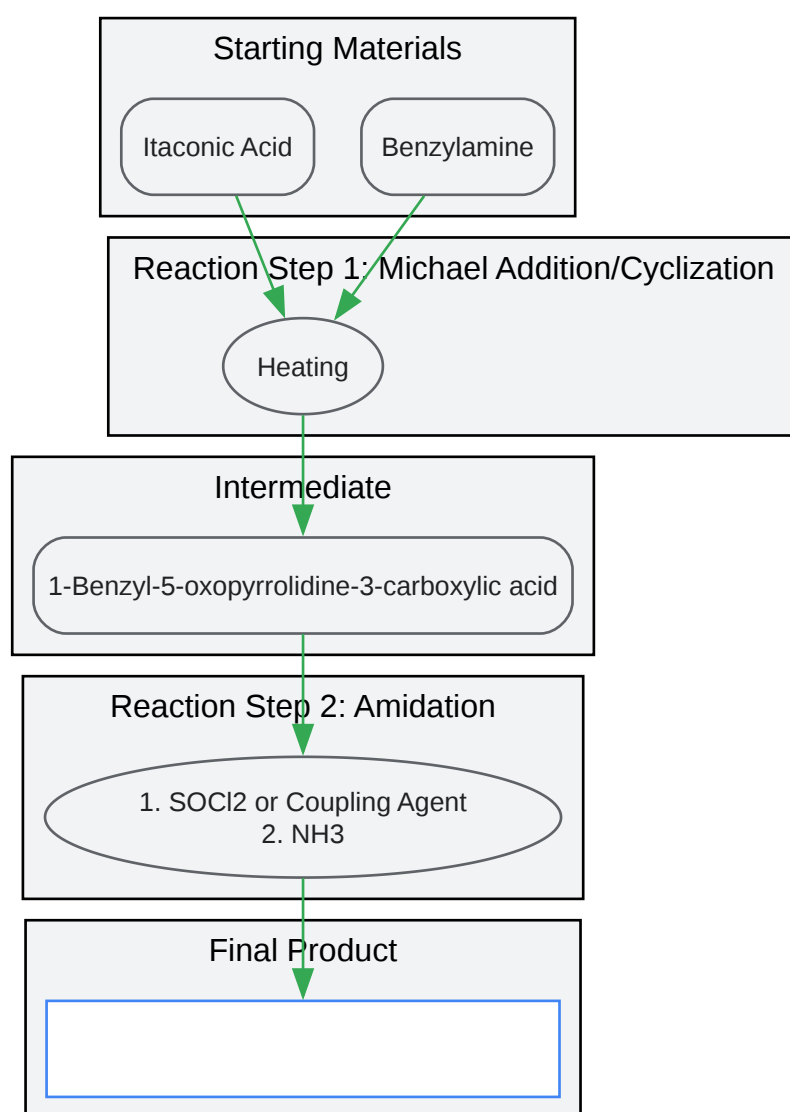 Starting Materials
Itaconic Acid
Benzylamine
Reaction Step 1: Michael Addition/Cyclization
Heating
Intermediate
1-Benzyl-5-oxopyrrolidine-3-carboxylic acid
Reaction Step 2: Amidation
1. SOCl2 or Coupling Agent
2. NH3
Final Product